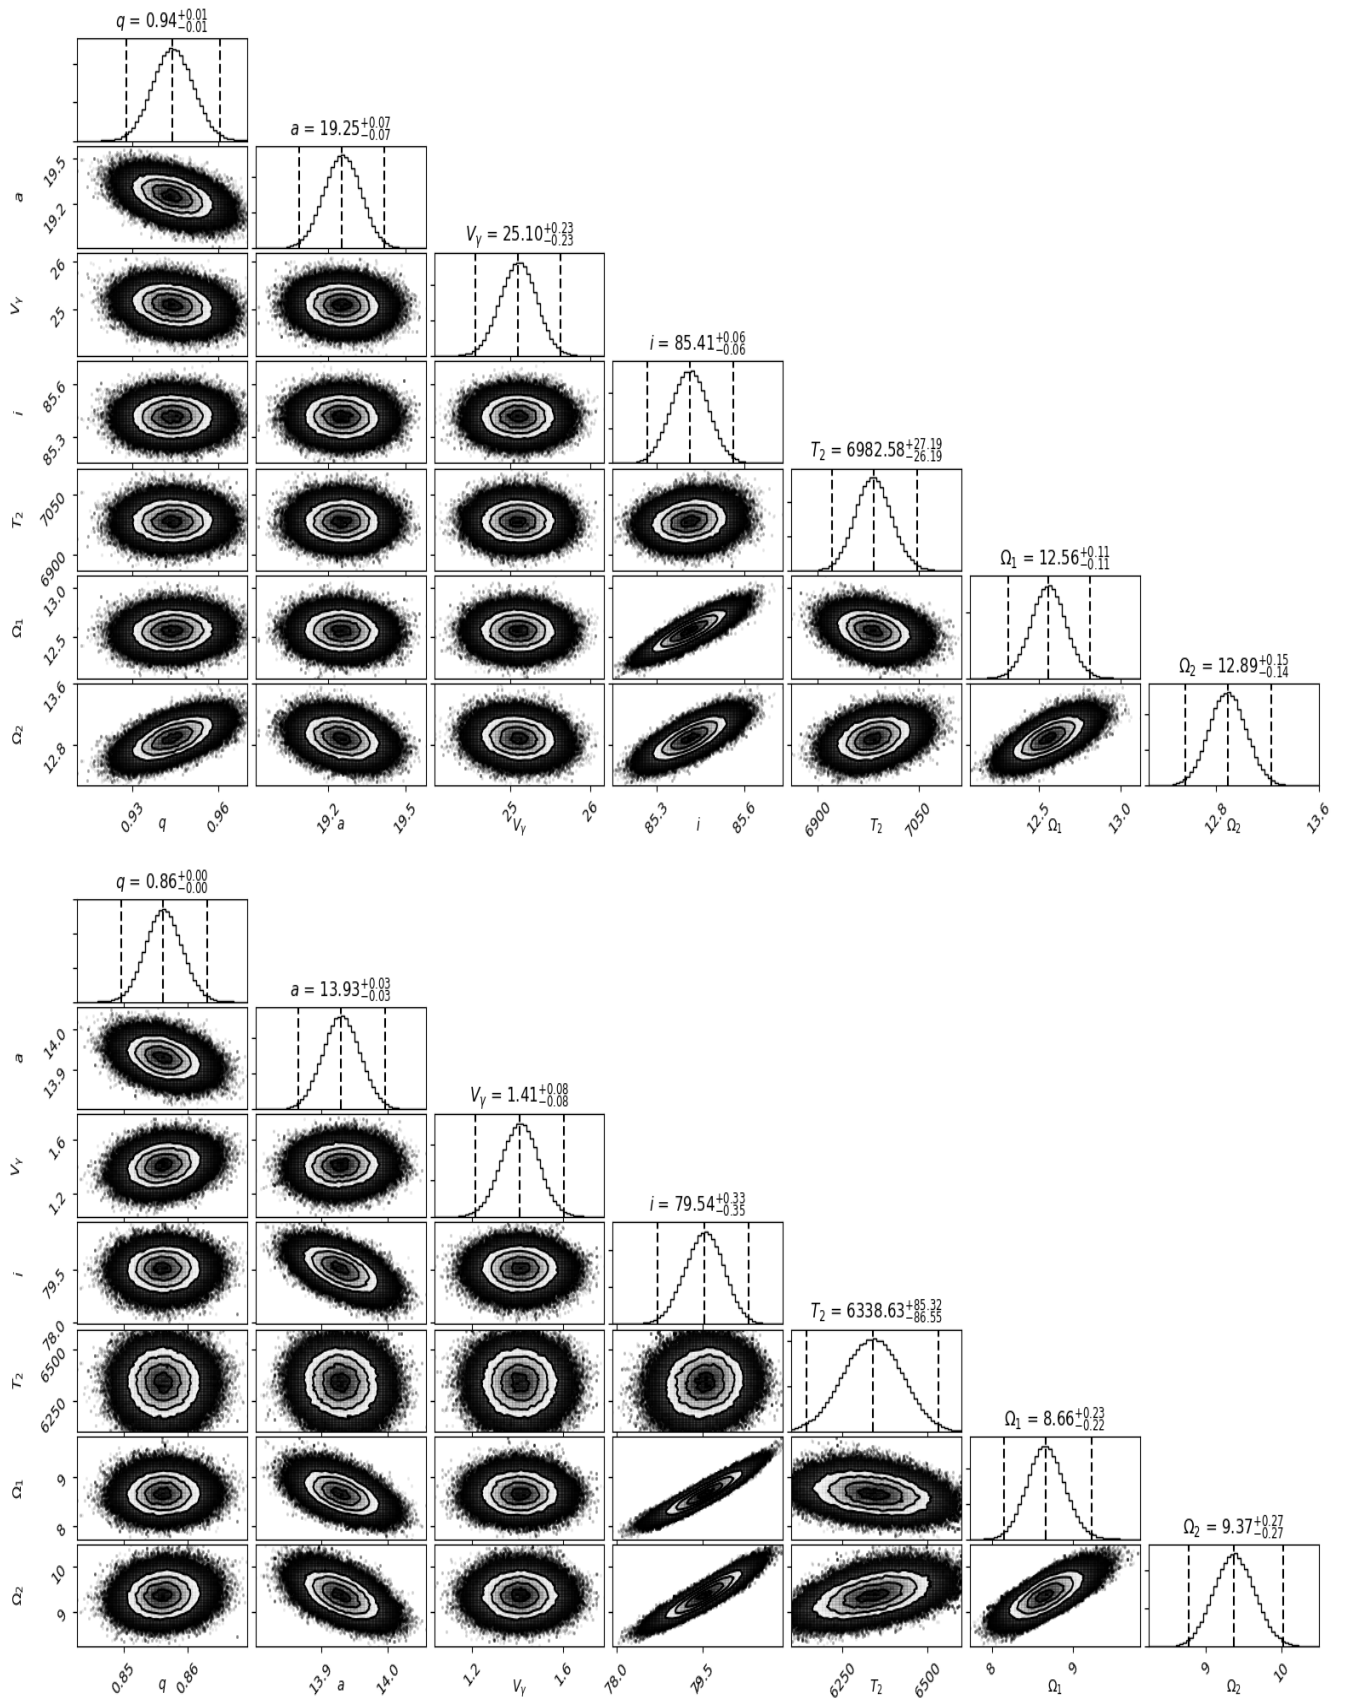 q = 0.94+0.01−0.01
a = 19.25+0.07−0.07
19.5
19.2
a
Vγ = 25.10+0.23−0.23
26
25
Vγ
i = 85.41+0.06−0.06
85.6
85.3
i
T2 = 6982.58+27.19−26.19
7050
6900
T2
Ω1 = 12.56+0.11−0.11
13.0
12.5
Ω1
Ω2 = 12.89+0.15−0.14
13.6
12.8
Ω2
0.93 0.96 19.2 19.5 25 26 85.3 85.6 6900 7050 12.5 13.0 12.8 13.6
q a Vγ i T2 Ω1 Ω2
q = 0.86+0.00−0.00
a = 13.93+0.03−0.03
14.0
13.9
a
Vγ = 1.41+0.08−0.08
1.6
1.2
Vγ
i = 79.54+0.33−0.35
79.5
78.0
i
T2 = 6338.63+85.32−86.55
6500
6250
T2
Ω1 = 8.66+0.23−0.22
9
8
Ω1
Ω2 = 9.37+0.27−0.27
10
9
Ω2
0.85 0.86 13.9 14.0 1.2 1.6 78.0 79.5 6250 6500 8 9 9 10
q a Vγ i T2 Ω1 Ω2